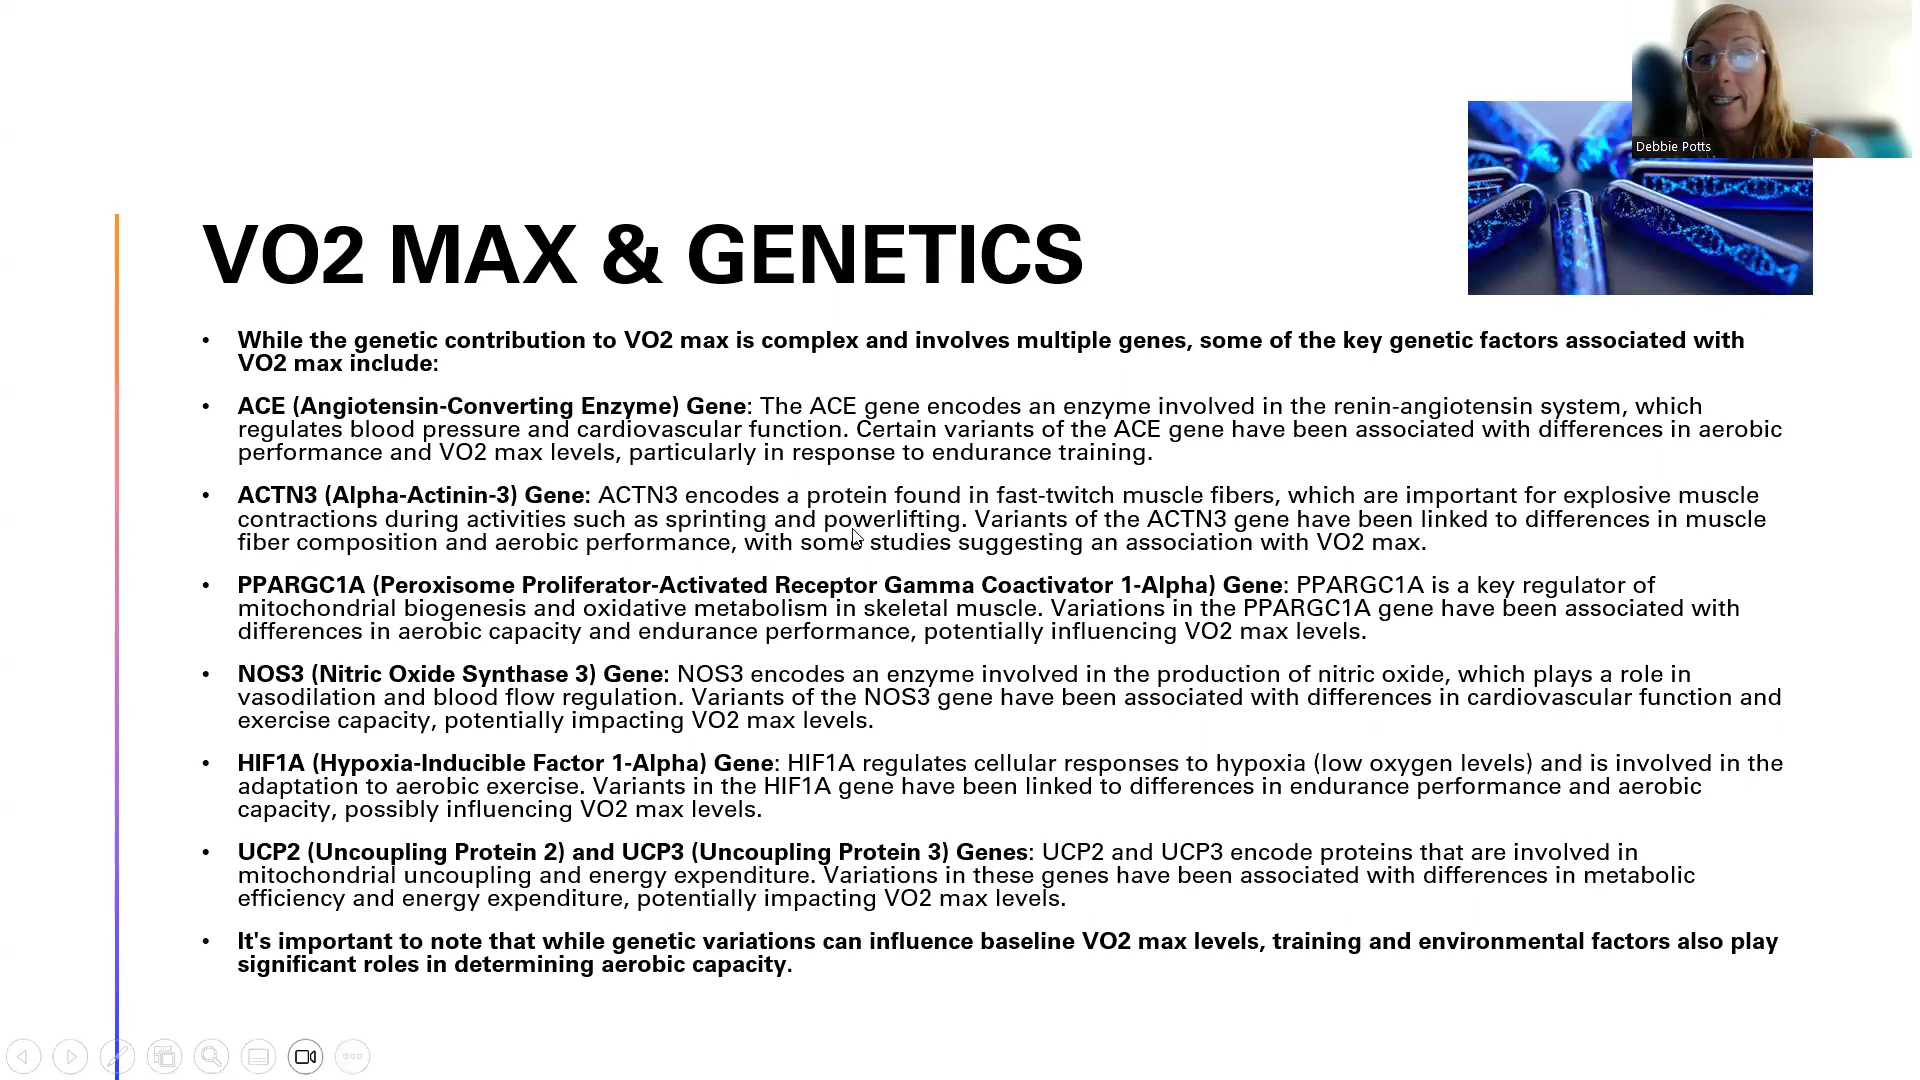 Debbie Potts
VO2 MAX & GENETICS
• While the genetic contribution to VO2 max is complex and involves multiple genes, some of the key genetic factors associated with
VO2 max include:
• ACE (Angiotensin-Converting Enzyme) Gene: The ACE gene encodes an enzyme involved in the renin-angiotensin system, which
regulates blood pressure and cardiovascular function. Certain variants of the ACE gene have been associated with differences in aerobic
performance and VO2 max levels, particularly in response to endurance training.
• ACTN3 (Alpha-Actinin-3) Gene: ACTN3 encodes a protein found in fast-twitch muscle fibers, which are important for explosive muscle
contractions during activities such as sprinting and powerlifting. Variants of the ACTN3 gene have been linked to differences in muscle
fiber composition and aerobic performance, with some studies suggesting an association with VO2 max.
• PPARGC1A (Peroxisome Proliferator-Activated Receptor Gamma Coactivator 1-Alpha) Gene: PPARGC1A is a key regulator of
mitochondrial biogenesis and oxidative metabolism in skeletal muscle. Variations in the PPARGC1A gene have been associated with
differences in aerobic capacity and endurance performance, potentially influencing VO2 max levels.
• NOS3 (Nitric Oxide Synthase 3) Gene: NOS3 encodes an enzyme involved in the production of nitric oxide, which plays a role in
vasodilation and blood flow regulation. Variants of the NOS3 gene have been associated with differences in cardiovascular function and
exercise capacity, potentially impacting VO2 max levels.
• HIF1A (Hypoxia-Inducible Factor 1-Alpha) Gene: HIF1A regulates cellular responses to hypoxia (low oxygen levels) and is involved in the
adaptation to aerobic exercise. Variants in the HIF1A gene have been linked to differences in endurance performance and aerobic
capacity, possibly influencing VO2 max levels.
• UCP2 (Uncoupling Protein 2) and UCP3 (Uncoupling Protein 3) Genes: UCP2 and UCP3 encode proteins that are involved in
mitochondrial uncoupling and energy expenditure. Variations in these genes have been associated with differences in metabolic
efficiency and energy expenditure, potentially impacting VO2 max levels.
• It's important to note that while genetic variations can influence baseline VO2 max levels, training and environmental factors also play
significant roles in determining aerobic capacity.